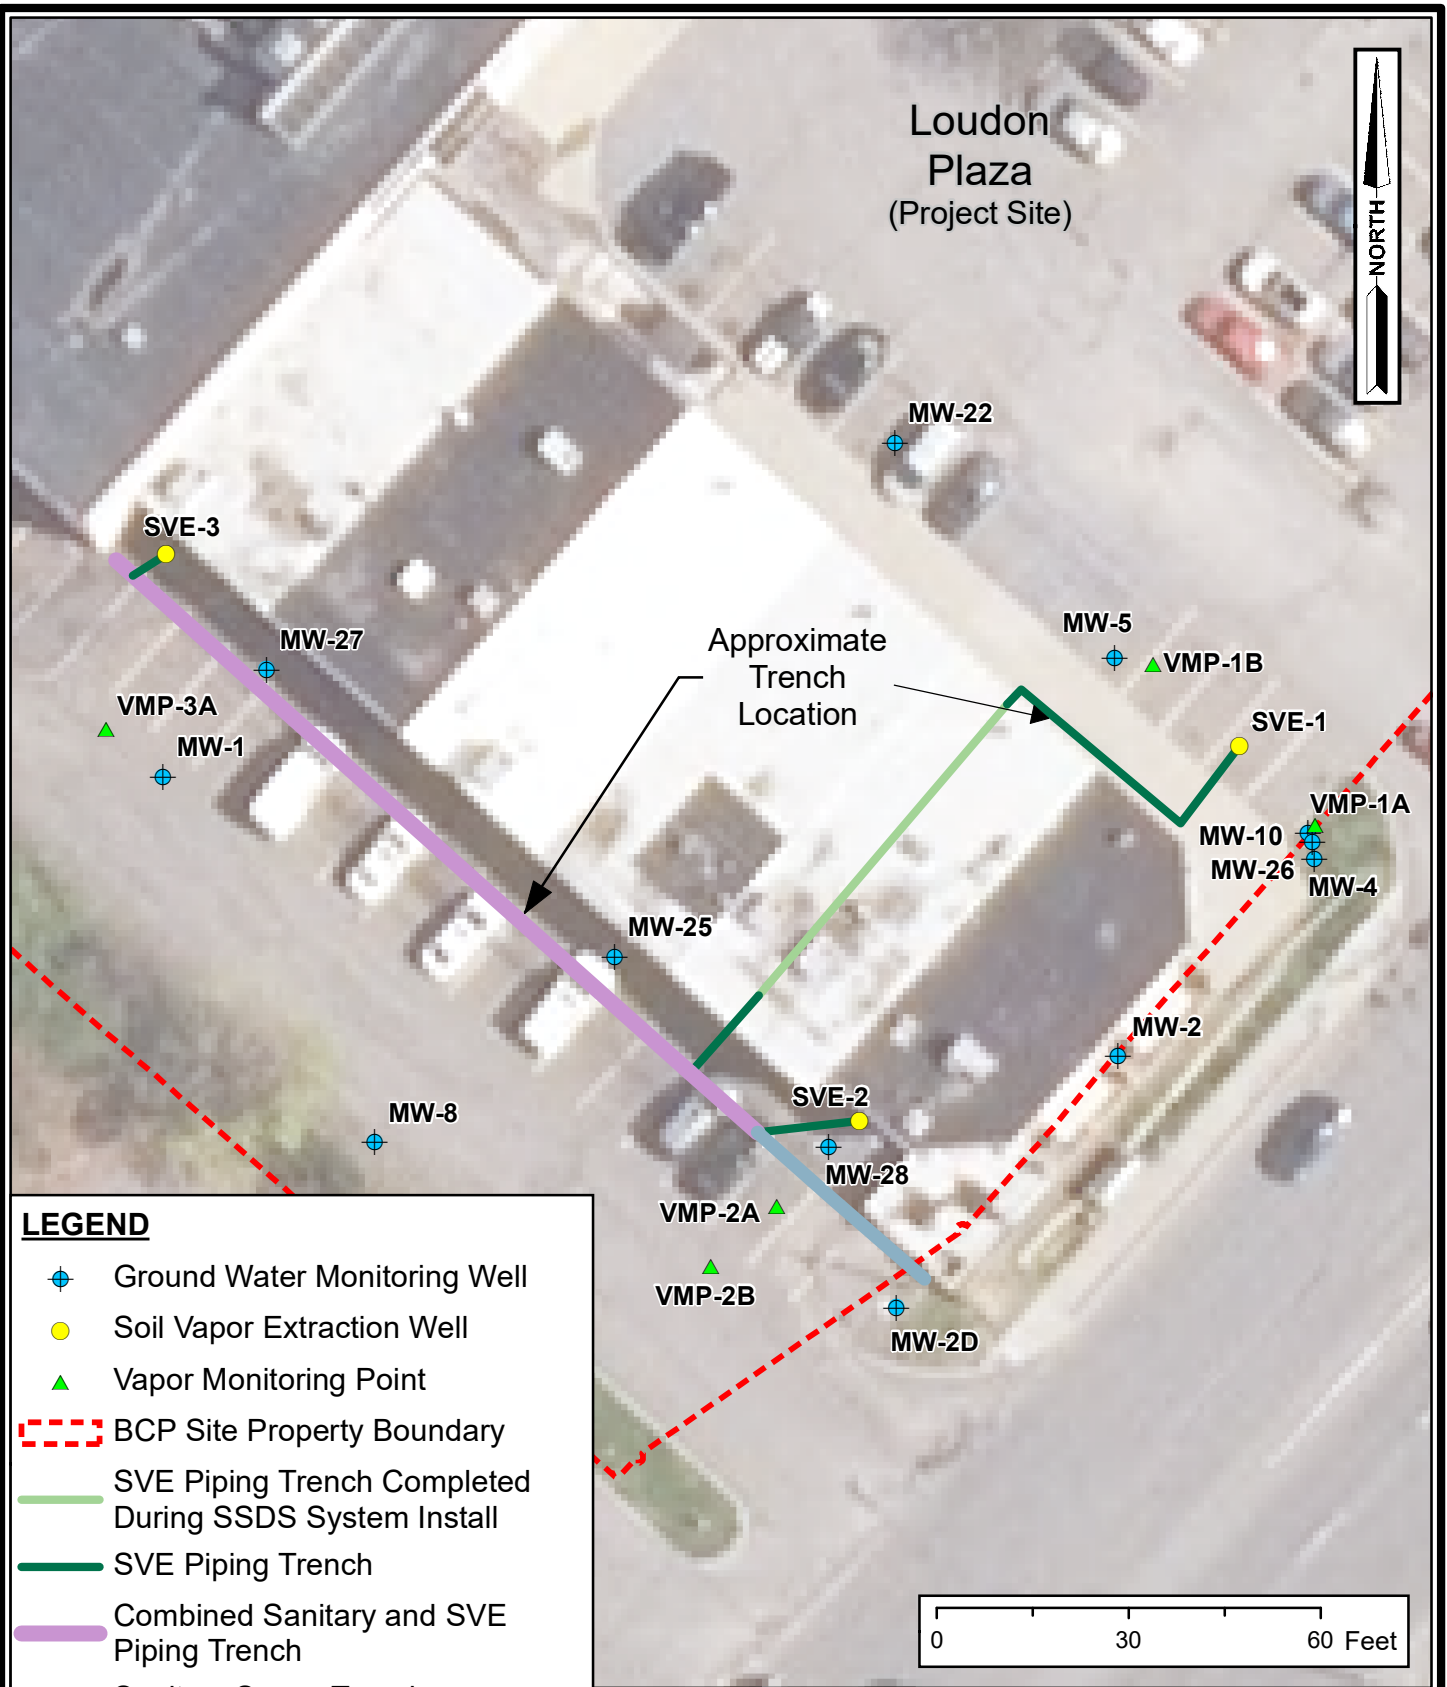 Loudon
Plaza
(Project Site)
NORTH
MW-22
SVE-3
MW-27
MW-5
VMP-1B
Approximate
Trench
Location
VMP-3A
MW-1
SVE-1
VMP-1A
MW-10
MW-26
MW-4
MW-25
MW-2
SVE-2
MW-8
MW-28
VMP-2A
VMP-2B
MW-2D
LEGEND
Ground Water Monitoring Well
Soil Vapor Extraction Well
Vapor Monitoring Point
BCP Site Property Boundary
SVE Piping Trench Completed
During SSDS System Install
SVE Piping Trench
Combined Sanitary and SVE
Piping Trench
0 30 60 Feet